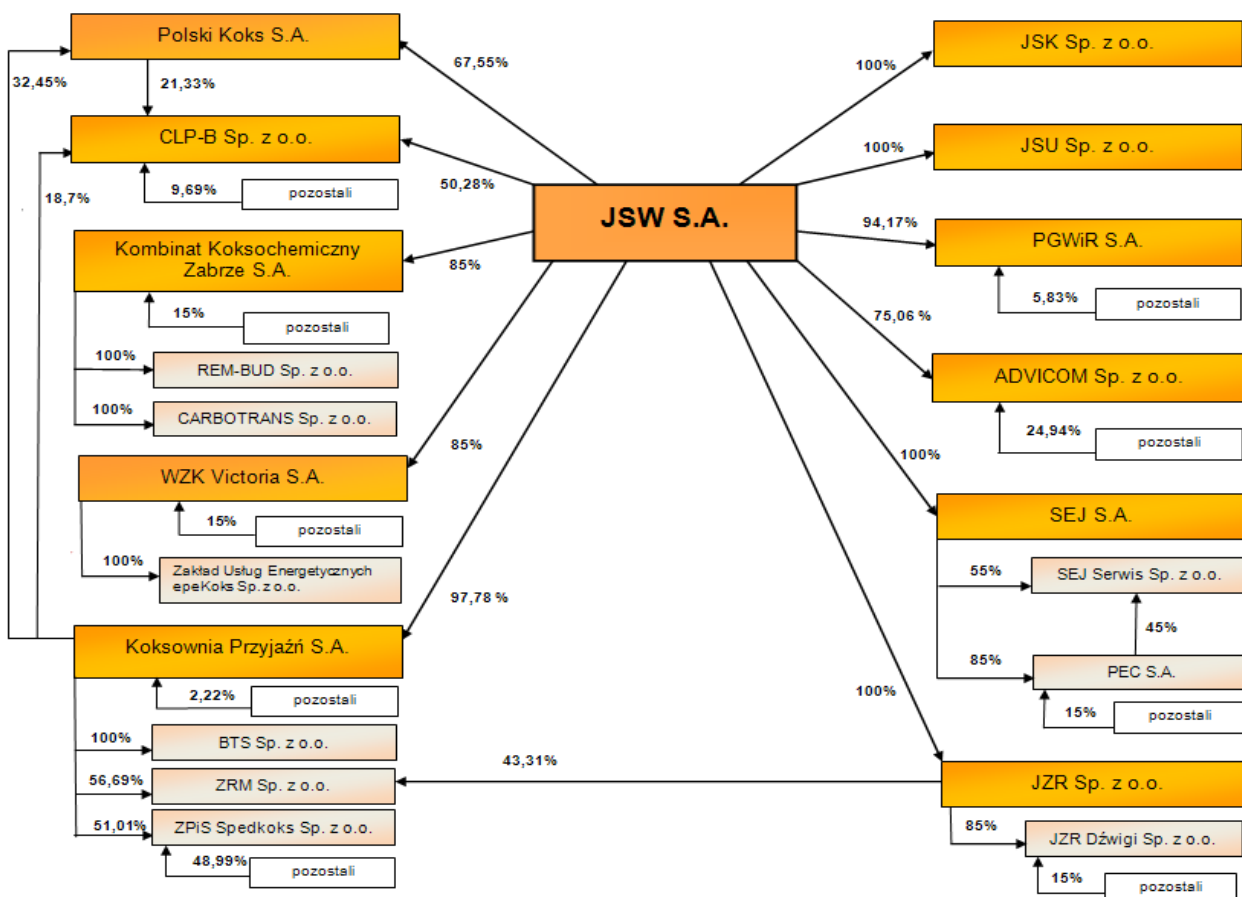 Polski Koks S.A.
32,45%
21,33%
67,55%
CLP-B Sp. z o.o.
9,69%
pozostali
18,7%
50,28%
Kombinat Koksochemiczny
Zabrze S.A.
85%
15%
pozostali
100%
REM-BUD Sp. z o.o.
100%
CARBOTRANS Sp. z o.o.
WZK Victoria S.A.
85%
15%
pozostali
100%
Zakład Usług Energetycznych
epeKoks Sp. z o.o.
97,78 %
Koksownia Przyjaźń S.A.
2,22%
pozostali
100%
BTS Sp. z o.o.
56,69%
ZRM Sp. z o.o.
51,01%
ZPiS Spedkoks Sp. z o.o.
48,99%
pozostali
43,31%
JSW S.A.
100%
JSK Sp. z o.o.
100%
JSU Sp. z o.o.
94,17%
PGWiR S.A.
5,83%
pozostali
75,06 %
ADVICOM Sp. z o.o.
24,94%
pozostali
100%
SEJ S.A.
55%
SEJ Serwis Sp. z o.o.
45%
85%
PEC S.A.
15%
pozostali
100%
JZR Sp. z o.o.
85%
JZR Dźwigi Sp. z o.o.
15%
pozostali